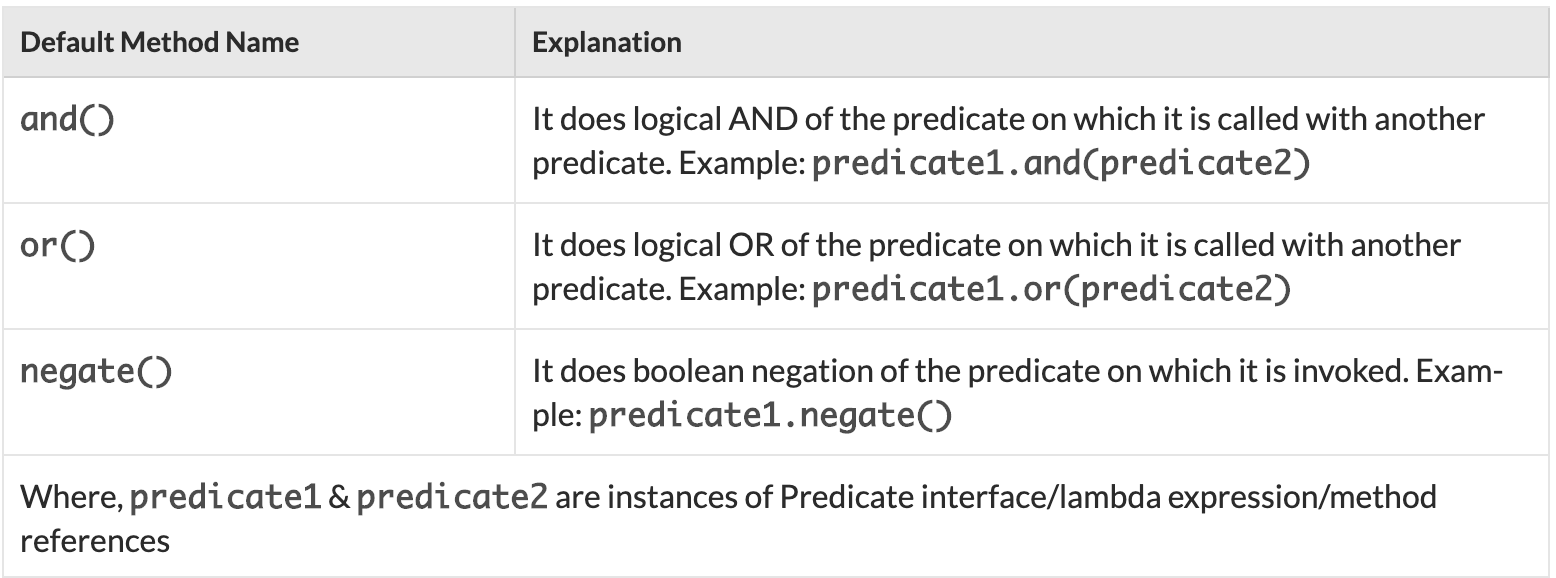 Default Method Name
Explanation
and()
It does logical AND of the predicate on which it is called with another
predicate. Example: predicate1.and(predicate2)
or()
It does logical OR of the predicate on which it is called with another
predicate. Example: predicate1.or(predicate2)
negate()
It does boolean negation of the predicate on which it is invoked. Exam-
ple: predicate1.negate()
Where, predicate1 & predicate2 are instances of Predicate interface/lambda expression/method
references